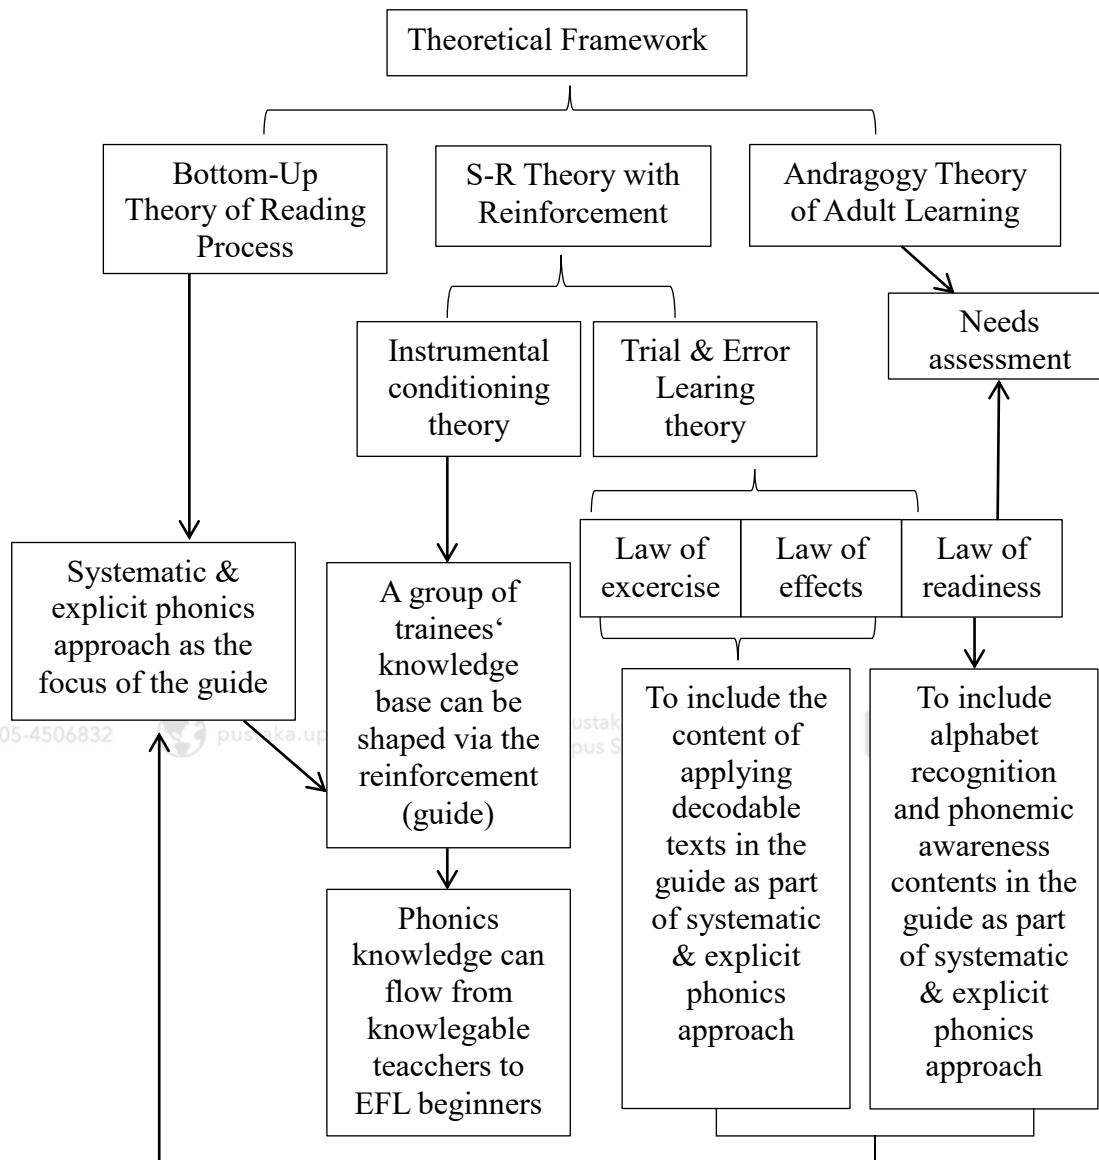 Theoretical Framework
Bottom-Up
Theory of Reading
Process
S-R Theory with
Reinforcement
Andragogy Theory
of Adult Learning
Needs
assessment
Instrumental
conditioning
theory
Trial & Error
Learing
theory
Law of
excercise
Law of
effects
Law of
readiness
Systematic &
explicit phonics
approach as the
focus of the guide
A group of
trainees‘
knowledge
base can be
shaped via the
reinforcement
(guide)
To include the
content of
applying
decodable
texts in the
guide as part
of systematic
& explicit
phonics
approach
To include
alphabet
recognition
and phonemic
awareness
contents in the
guide as part
of systematic
& explicit
phonics
approach
Phonics
knowledge can
flow from
knowlegable
teacchers to
EFL beginners
05-4506832
pustaka.up